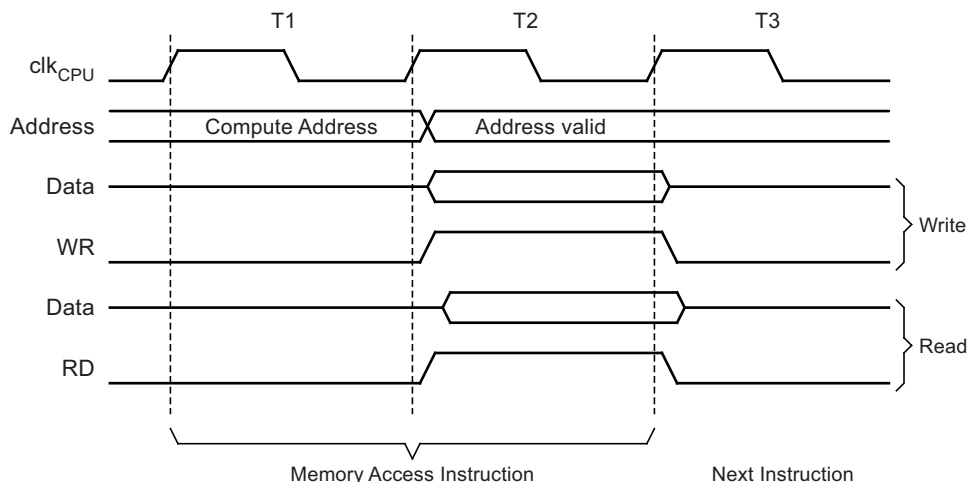 T1 T2 T3
clkCPU
Address Compute Address Address valid
Data
WR
Write
Data
RD
Read
Memory Access Instruction Next Instruction